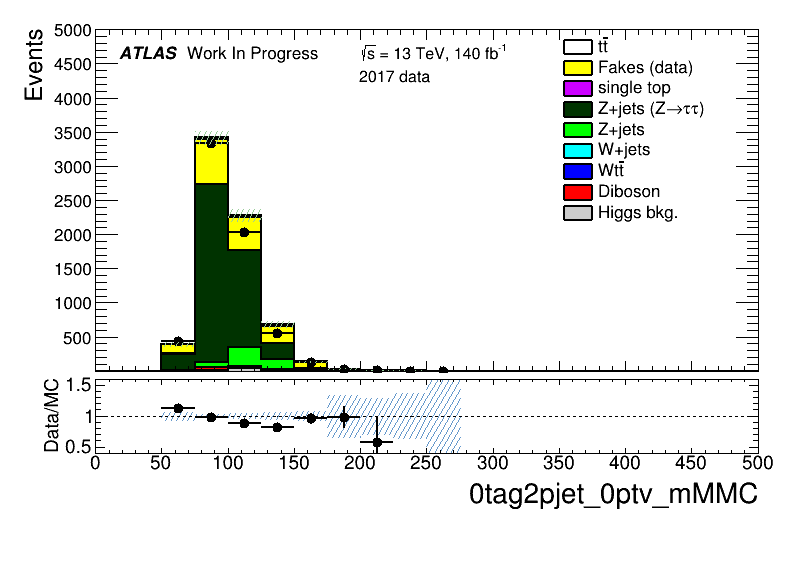 Events
5000
4500
4000
3500
3000
2500
2000
1500
1000
500
ATLAS Work In Progress
√s = 13 TeV, 140 fb⁻¹
2017 data
tt̄
Fakes (data)
single top
Z+jets (Z→ττ)
Z+jets
W+jets
Wtt̄
Diboson
Higgs bkg.
Data/MC
1.5
1
0.5
0 50 100 150 200 250 300 350 400 450 500
0tag2pjet_0ptv_mMMC